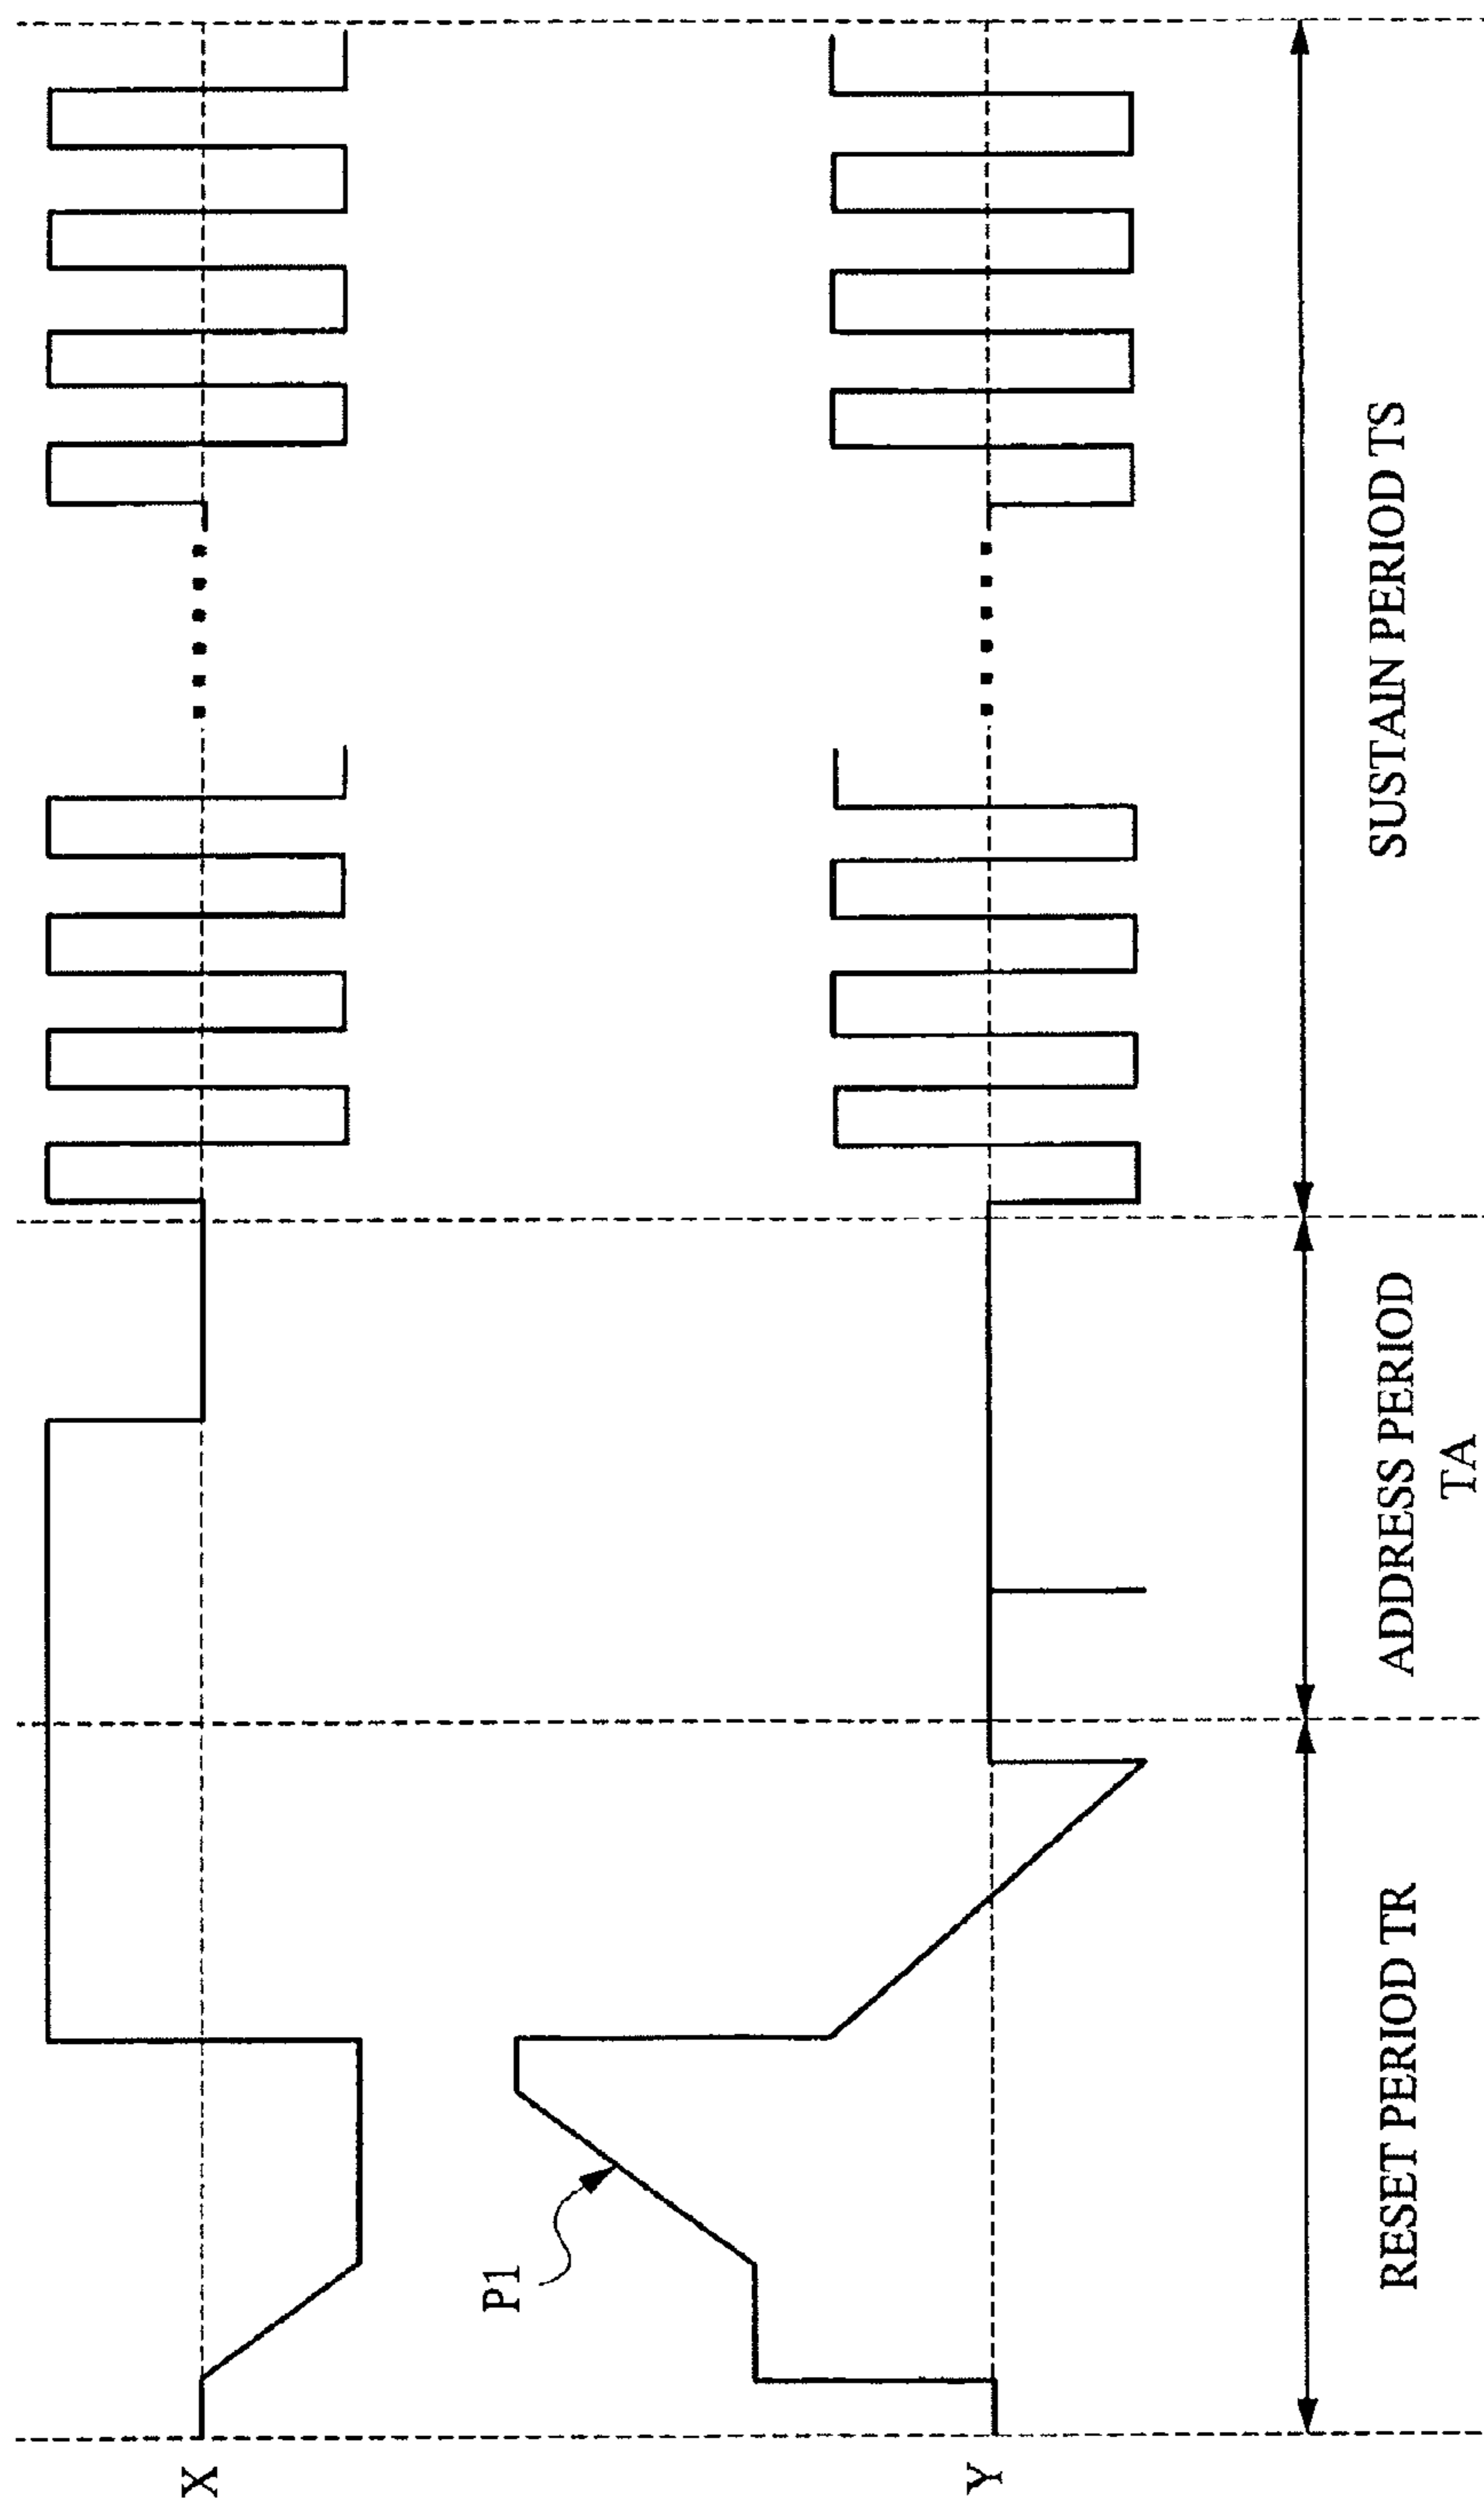 X
Y
P1
RESET PERIOD TR
ADDRESS PERIOD
TA
SUSTAIN PERIOD TS